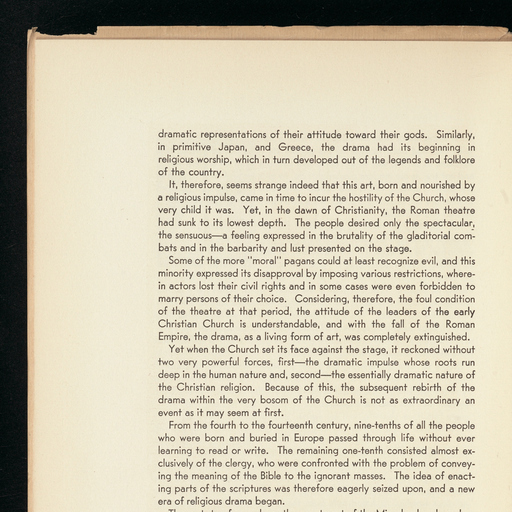 dramatic representations of their attitude toward their gods. Similarly,
in primitive Japan, and Greece, the drama had its beginning in
religious worship, which in turn developed out of the legends and folklore
of the country.
It, therefore, seems strange indeed that this art, born and nourished by
a religious impulse, came in time to incur the hostility of the Church, whose
very child it was. Yet, in the dawn of Christianity, the Roman theatre
had sunk to its lowest depth. The people desired only the spectacular,
the sensuous—a feeling expressed in the brutality of the gladitorial com-
bats and in the barbarity and lust presented on the stage.
Some of the more "moral" pagans could at least recognize evil, and this
minority expressed its disapproval by imposing various restrictions, where-
in actors lost their civil rights and in some cases were even forbidden to
marry persons of their choice. Considering, therefore, the foul condition
of the theatre at that period, the attitude of the leaders of the early
Christian Church is understandable, and with the fall of the Roman
Empire, the drama, as a living form of art, was completely extinguished.
Yet when the Church set its face against the stage, it reckoned without
two very powerful forces, first—the dramatic impulse whose roots run
deep in the human nature and, second—the essentially dramatic nature of
the Christian religion. Because of this, the subsequent rebirth of the
drama within the very bosom of the Church is not as extraordinary an
event as it may seem at first.
From the fourth to the fourteenth century, nine-tenths of all the people
who were born and buried in Europe passed through life without ever
learning to read or write. The remaining one-tenth consisted almost ex-
clusively of the clergy, who were confronted with the problem of convey-
ing the meaning of the Bible to the ignorant masses. The idea of enact-
ing parts of the scriptures was therefore eagerly seized upon, and a new
era of religious drama began.